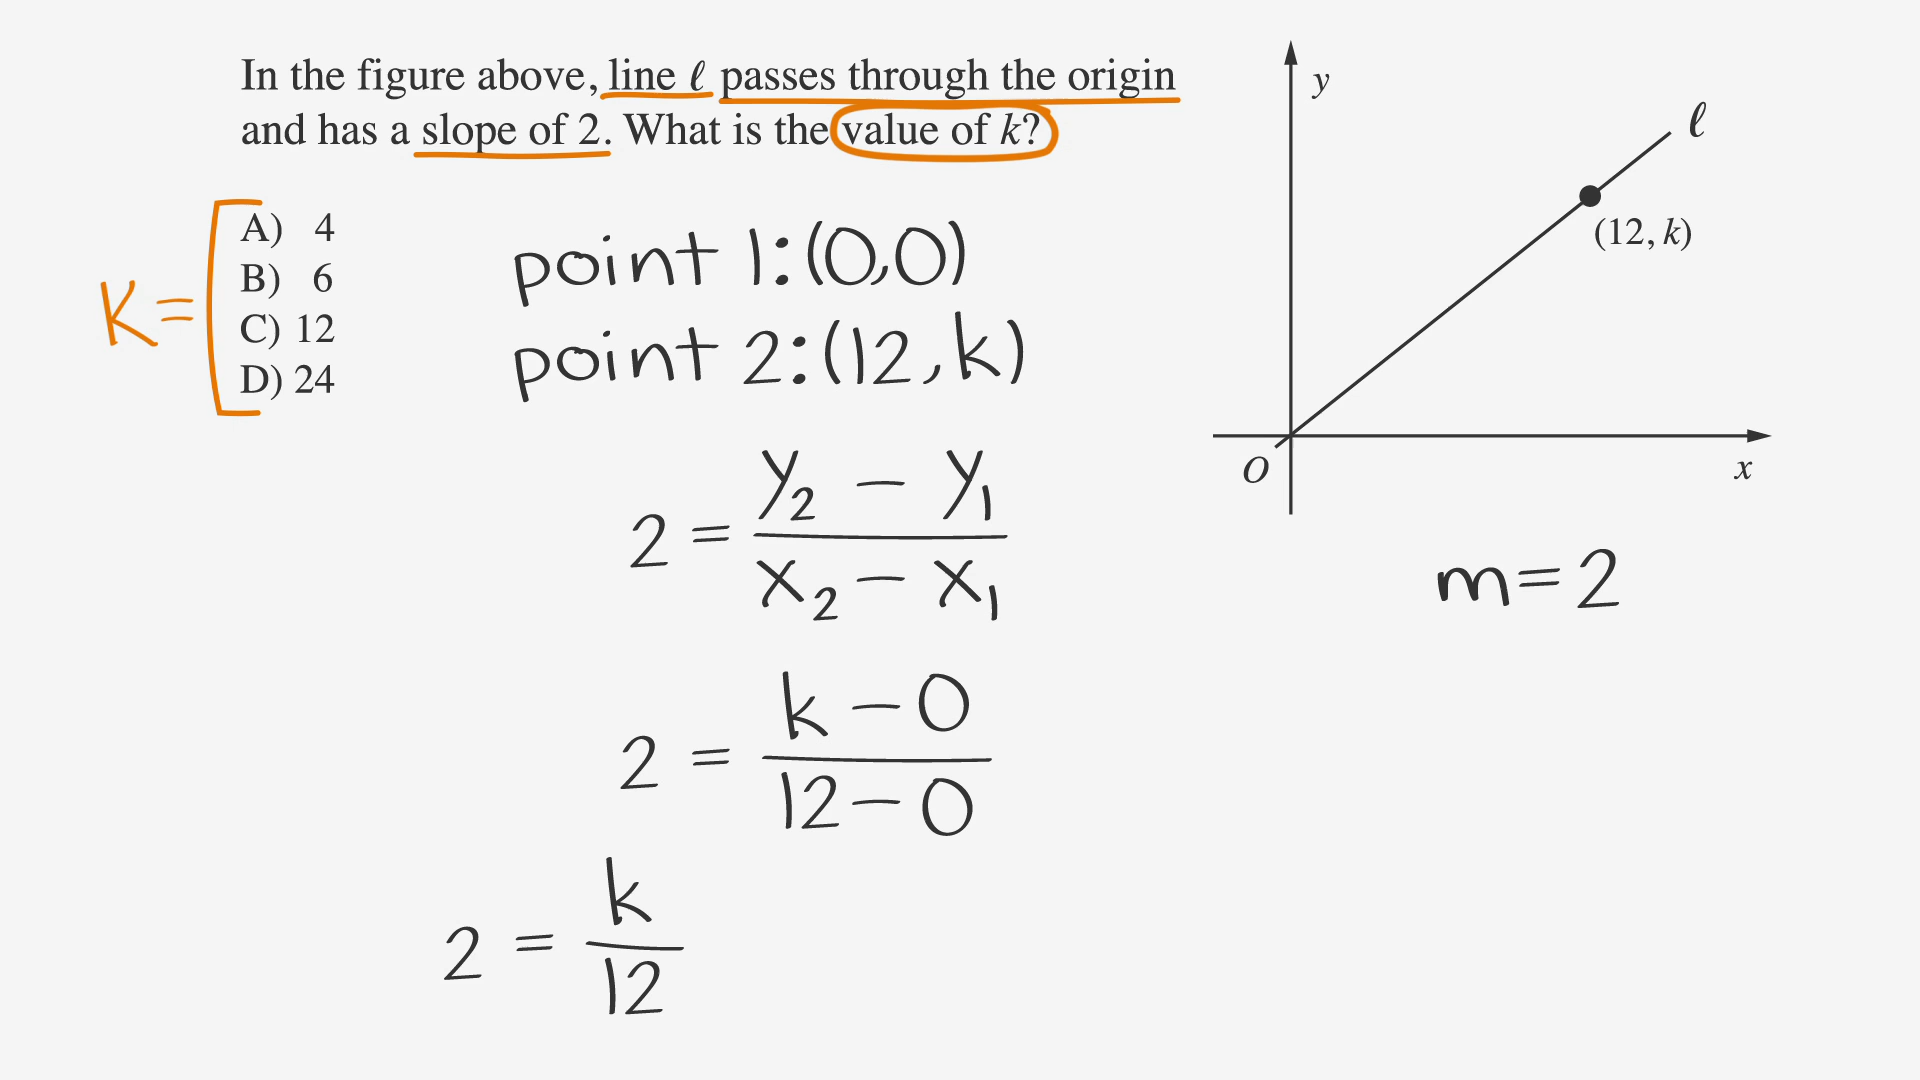 In the figure above, line ℓ passes through the origin
and has a slope of 2. What is the value of k?
K =
A) 4
B) 6
C) 12
D) 24
point 1: (0,0)
point 2: (12, k)
2 = y₂ − y₁ / x₂ − x₁
2 = k − 0 / 12 − 0
2 = k / 12
y
ℓ
(12, k)
O
x
m = 2